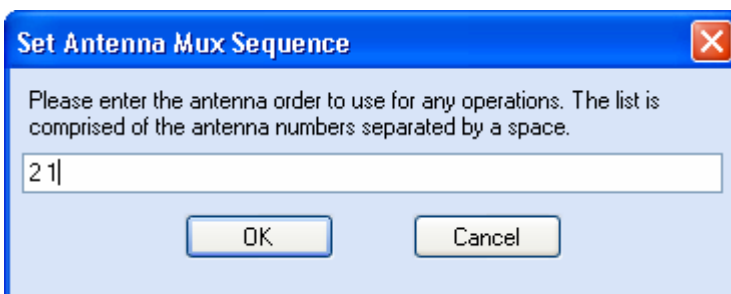 Set Antenna Mux Sequence
Please enter the antenna order to use for any operations. The list is
comprised of the antenna numbers separated by a space.
2 1
OK Cancel